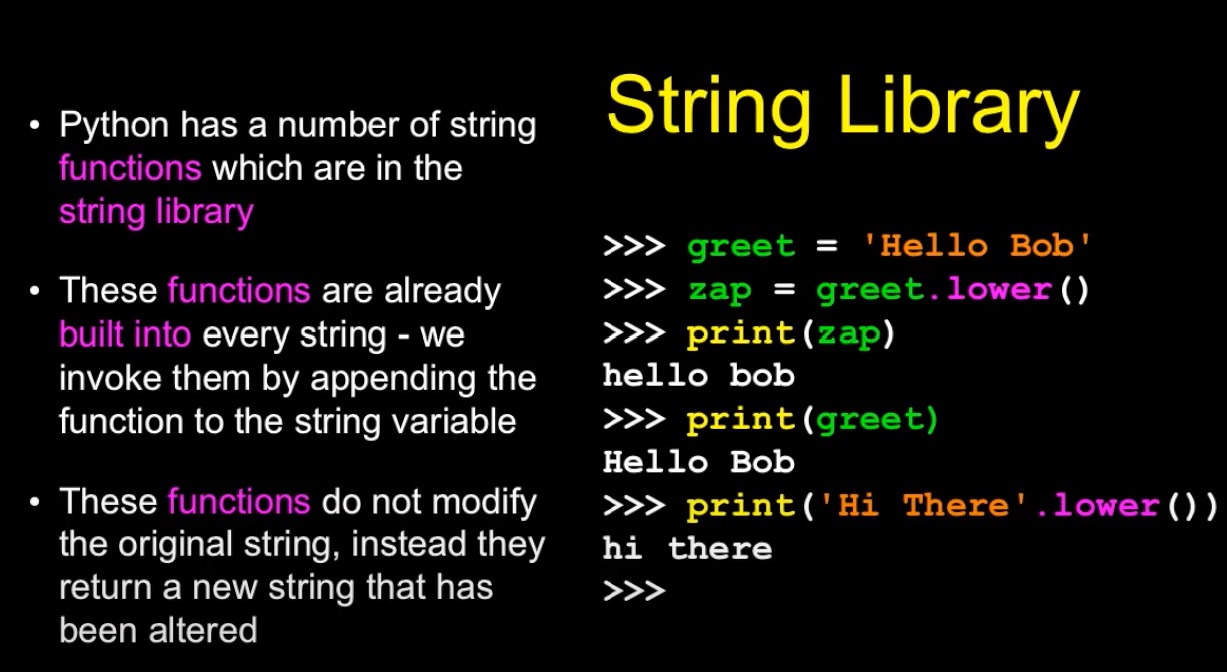 String Library
• Python has a number of string
functions which are in the
string library
• These functions are already
built into every string - we
invoke them by appending the
function to the string variable
• These functions do not modify
the original string, instead they
return a new string that has
been altered
>>> greet = 'Hello Bob'
>>> zap = greet.lower()
>>> print(zap)
hello bob
>>> print(greet)
Hello Bob
>>> print('Hi There'.lower())
hi there
>>>